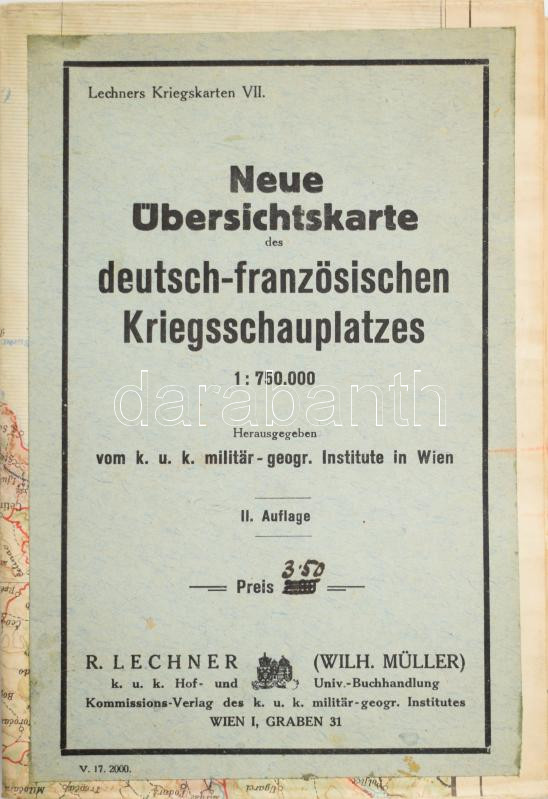 Lechners Kriegskarten VII.
Neue
Übersichtskarte
des
deutsch-französischen
Kriegsschauplatzes
1 : 750.000
darabanth
Herausgegeben
vom k. u. k. militär-geogr. Institute in Wien
II. Auflage
3·50
Preis
R. LECHNER (WILH. MÜLLER)
k. u. k. Hof- und Univ.-Buchhandlung
Kommissions-Verlag des k. u. k. militär-geogr. Institutes
WIEN I, GRABEN 31
V. 17. 2000.